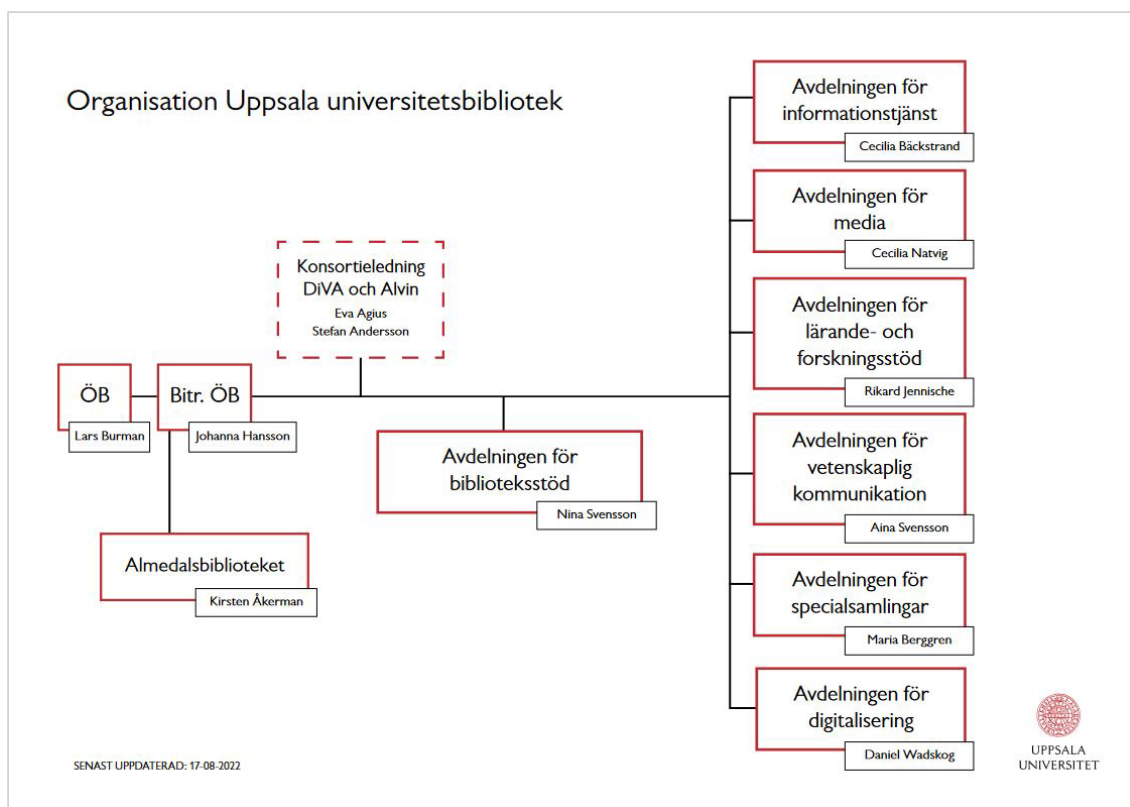 Organisation Uppsala universitetsbibliotek
Konsortieledning
DiVA och Alvin
Eva Agius
Stefan Andersson
ÖB
Lars Burman
Bitr. ÖB
Johanna Hansson
Almedalsbiblioteket
Kirsten Åkerman
Avdelningen för
biblioteksstöd
Nina Svensson
Avdelningen för
informationstjänst
Cecilia Bäckstrand
Avdelningen för
media
Cecilia Natvig
Avdelningen för
lärande- och
forskningsstöd
Rikard Jennische
Avdelningen för
vetenskaplig
kommunikation
Aina Svensson
Avdelningen för
specialsamlingar
Maria Berggren
Avdelningen för
digitalisering
Daniel Wadskog
SENAST UPPDATERAD: 17-08-2022
UPPSALA
UNIVERSITET